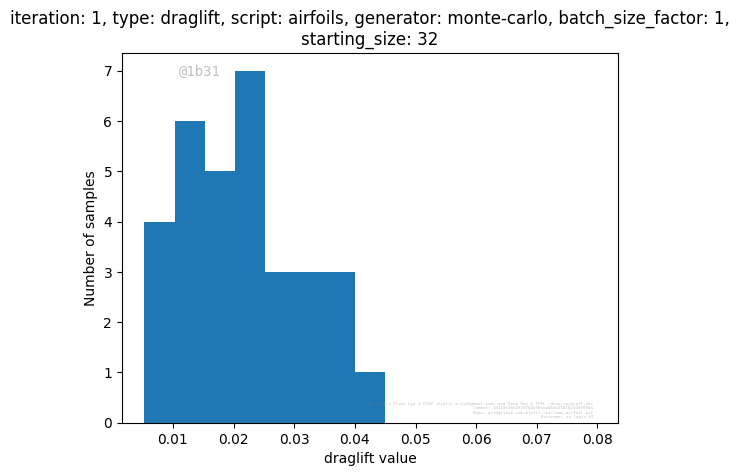 iteration: 1, type: draglift, script: airfoils, generator: monte-carlo, batch_size_factor: 1,
starting_size: 32
@1b31
7
6
5
4
3
2
1
0
Number of samples
0.01 0.02 0.03 0.04 0.05 0.06 0.07 0.08
draglift value